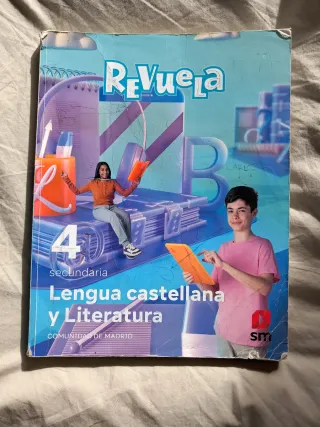 ReVueLa
4
secundaria
Lengua castellana
y Literatura
COMUNIDAD DE MADRID
sm